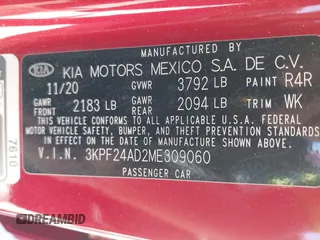 MANUFACTURED BY
KIA KIA MOTORS MEXICO S.A. DE C.V.
11/20 GVWR 3792 LB PAINT R4R
GAWR FRONT 2183 LB GAWR REAR 2094 LB TRIM WK
THIS VEHICLE CONFORMS TO ALL APPLICABLE U.S.A. FEDERAL
MOTOR VEHICLE SAFETY, BUMPER, AND THEFT PREVENTION STANDARDS
IN EFFECT ON THE DATE OF MANUFACTURE SHOWN ABOVE.
V.I.N. 3KPF24AD2ME309060
PASSENGER CAR
7610
DREAMBID